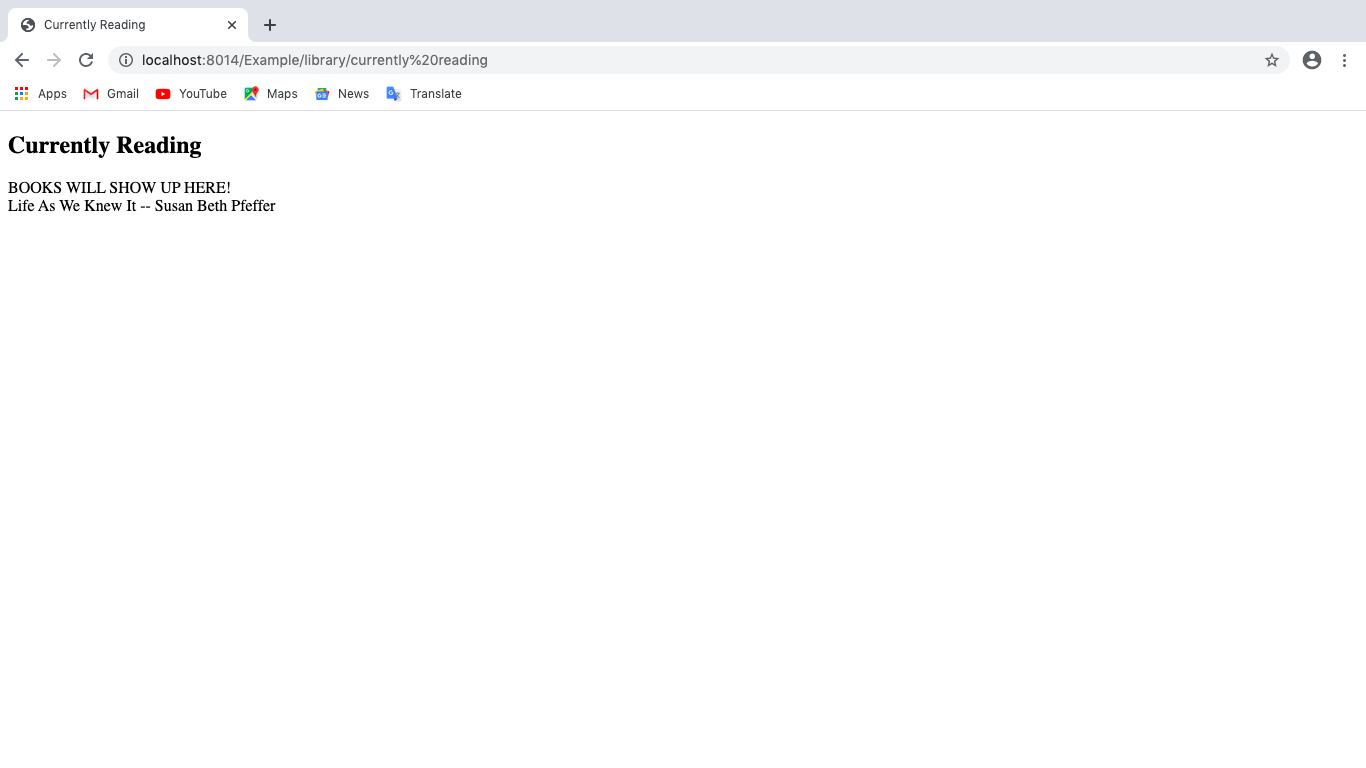 Currently Reading
localhost:8014/Example/library/currently%20reading
Apps Gmail YouTube Maps News Translate
Currently Reading
BOOKS WILL SHOW UP HERE!
Life As We Knew It -- Susan Beth Pfeffer